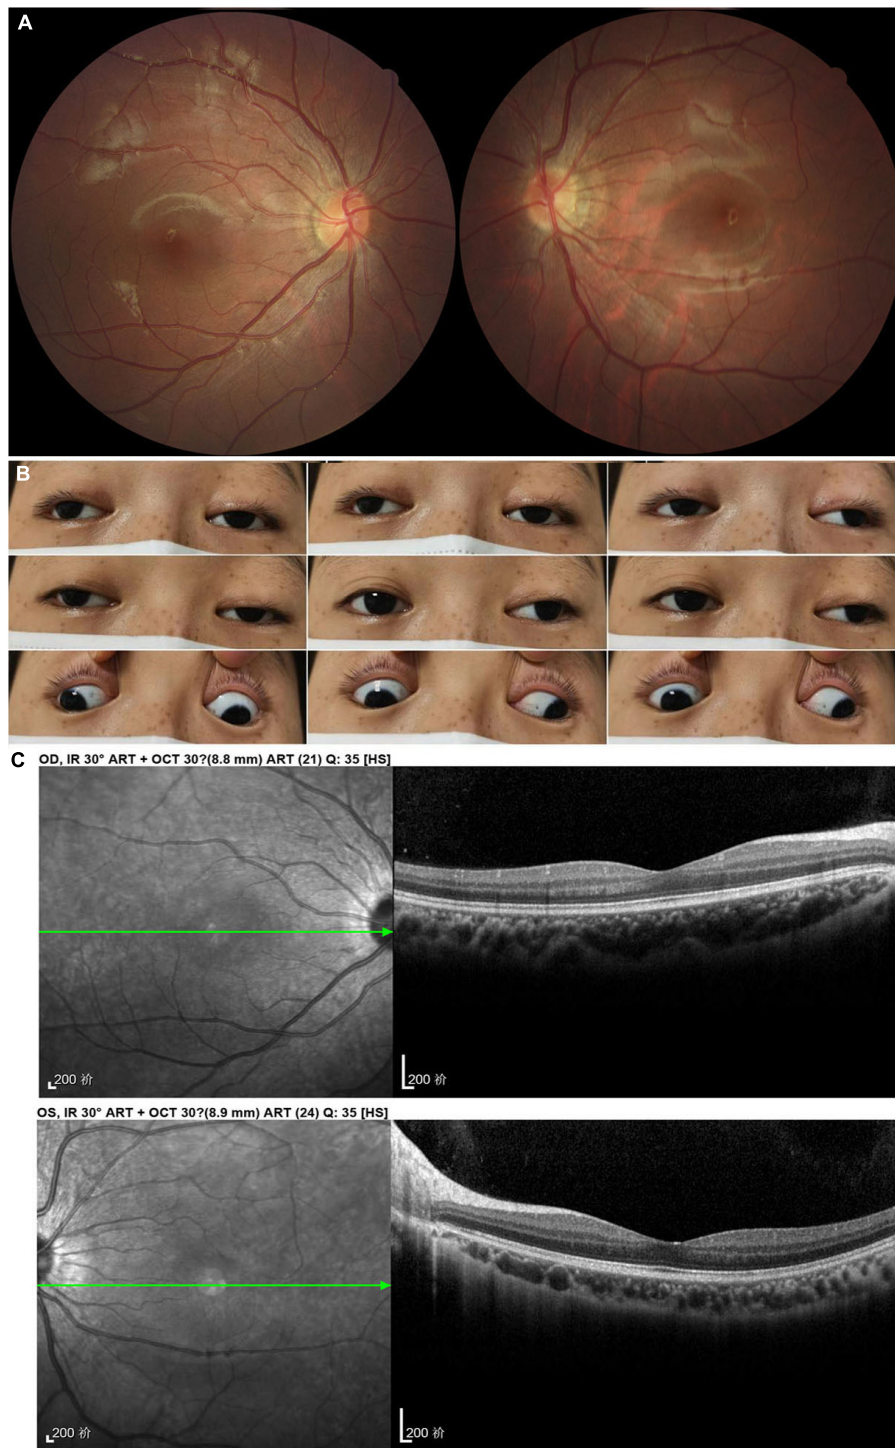 A
B
C
OD, IR 30° ART + OCT 30?(8.8 mm) ART (21) Q: 35 [HS]
200 祄
200 祄
OS, IR 30° ART + OCT 30?(8.9 mm) ART (24) Q: 35 [HS]
200 祄
200 祄